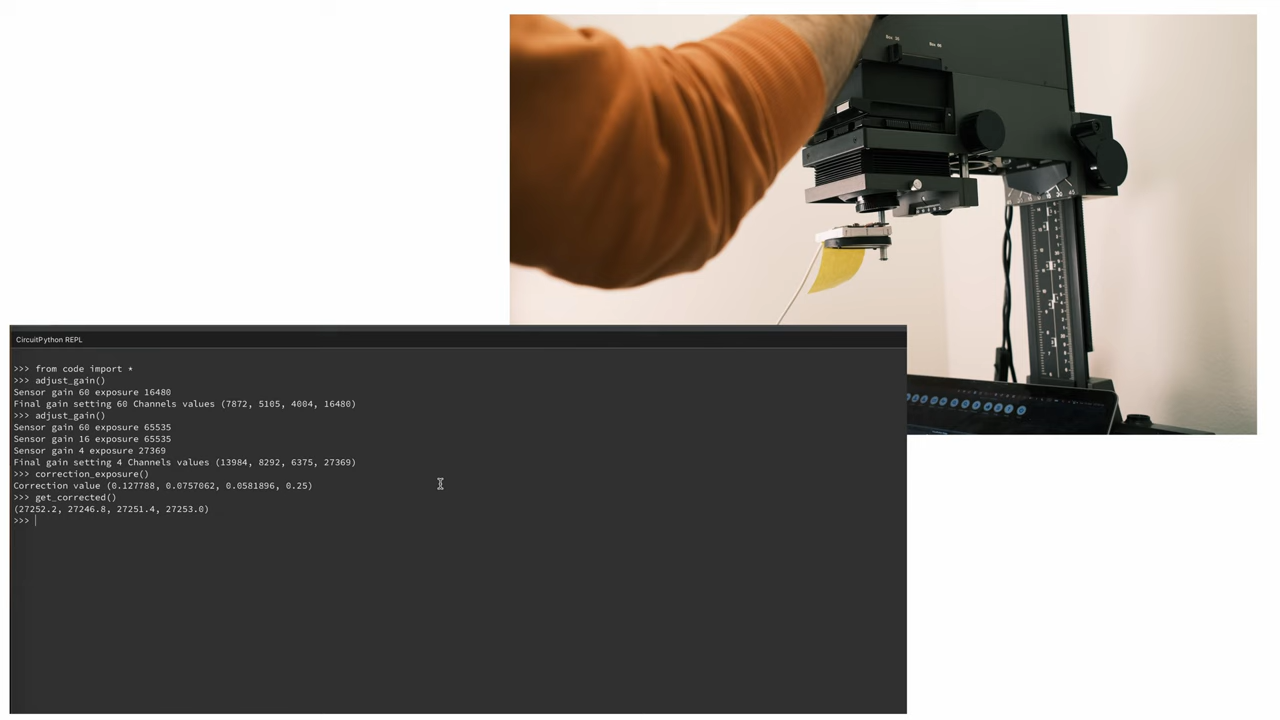 CircuitPython REPL
>>> from code import *
>>> adjust_gain()
Sensor gain 60 exposure 16480
Final gain setting 60 Channels values (7872, 5105, 4004, 16480)
>>> adjust_gain()
Sensor gain 60 exposure 65535
Sensor gain 16 exposure 65535
Sensor gain 4 exposure 27369
Final gain setting 4 Channels values (13984, 8292, 6375, 27369)
>>> correction_exposure()
Correction value (0.127788, 0.0757062, 0.0581896, 0.25)
>>> get_corrected()
(27252.2, 27246.8, 27251.4, 27253.0)
>>>